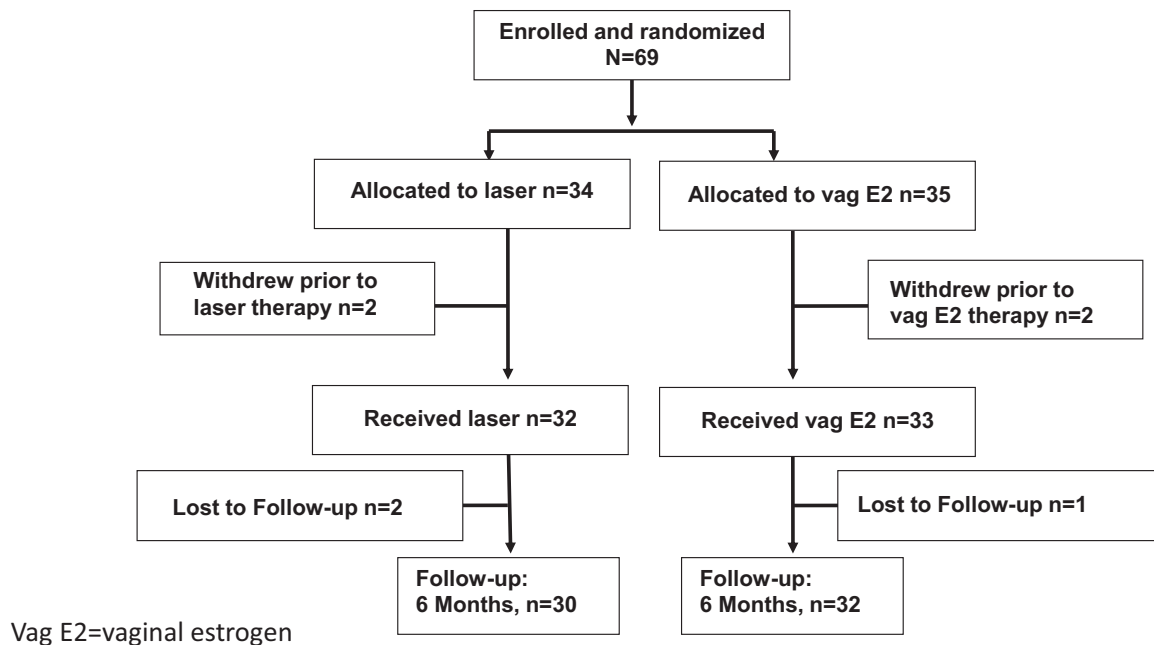 Enrolled and randomized
N=69
Allocated to laser n=34
Allocated to vag E2 n=35
Withdrew prior to
laser therapy n=2
Withdrew prior to
vag E2 therapy n=2
Received laser n=32
Received vag E2 n=33
Lost to Follow-up n=2
Lost to Follow-up n=1
Follow-up:
6 Months, n=30
Follow-up:
6 Months, n=32
Vag E2=vaginal estrogen